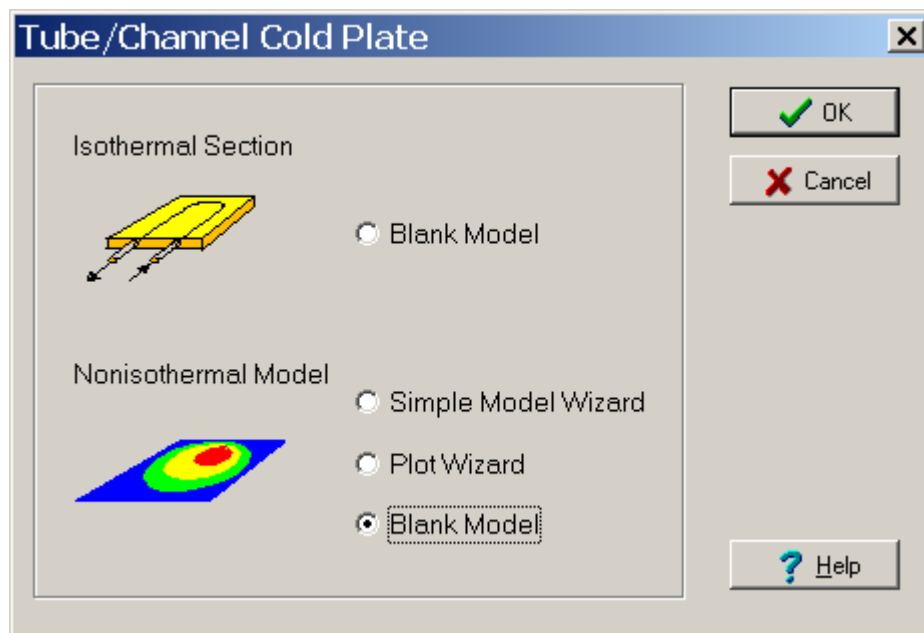 Tube/Channel Cold Plate
Isothermal Section
Blank Model
Nonisothermal Model
Simple Model Wizard
Plot Wizard
Blank Model
OK
Cancel
Help